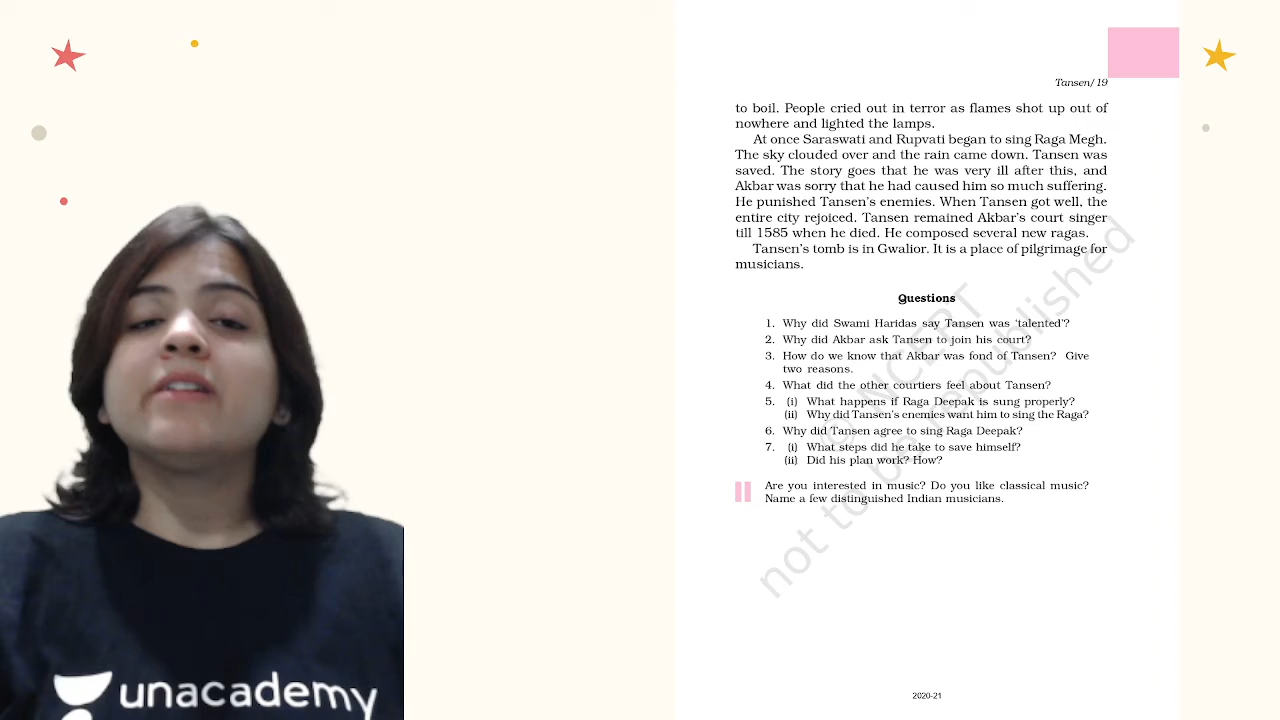 Tansen/19
to boil. People cried out in terror as flames shot up out of
nowhere and lighted the lamps.
At once Saraswati and Rupvati began to sing Raga Megh.
The sky clouded over and the rain came down. Tansen was
saved. The story goes that he was very ill after this, and
Akbar was sorry that he had caused him so much suffering.
He punished Tansen's enemies. When Tansen got well, the
entire city rejoiced. Tansen remained Akbar's court singer
till 1585 when he died. He composed several new ragas.
Tansen's tomb is in Gwalior. It is a place of pilgrimage for
musicians.
Questions
1. Why did Swami Haridas say Tansen was 'talented'?
2. Why did Akbar ask Tansen to join his court?
3. How do we know that Akbar was fond of Tansen? Give
two reasons.
4. What did the other courtiers feel about Tansen?
5. (i) What happens if Raga Deepak is sung properly?
(ii) Why did Tansen's enemies want him to sing the Raga?
6. Why did Tansen agree to sing Raga Deepak?
7. (i) What steps did he take to save himself?
(ii) Did his plan work? How?
Are you interested in music? Do you like classical music?
Name a few distinguished Indian musicians.
© NCERT
not to be republished
2020-21
unacademy